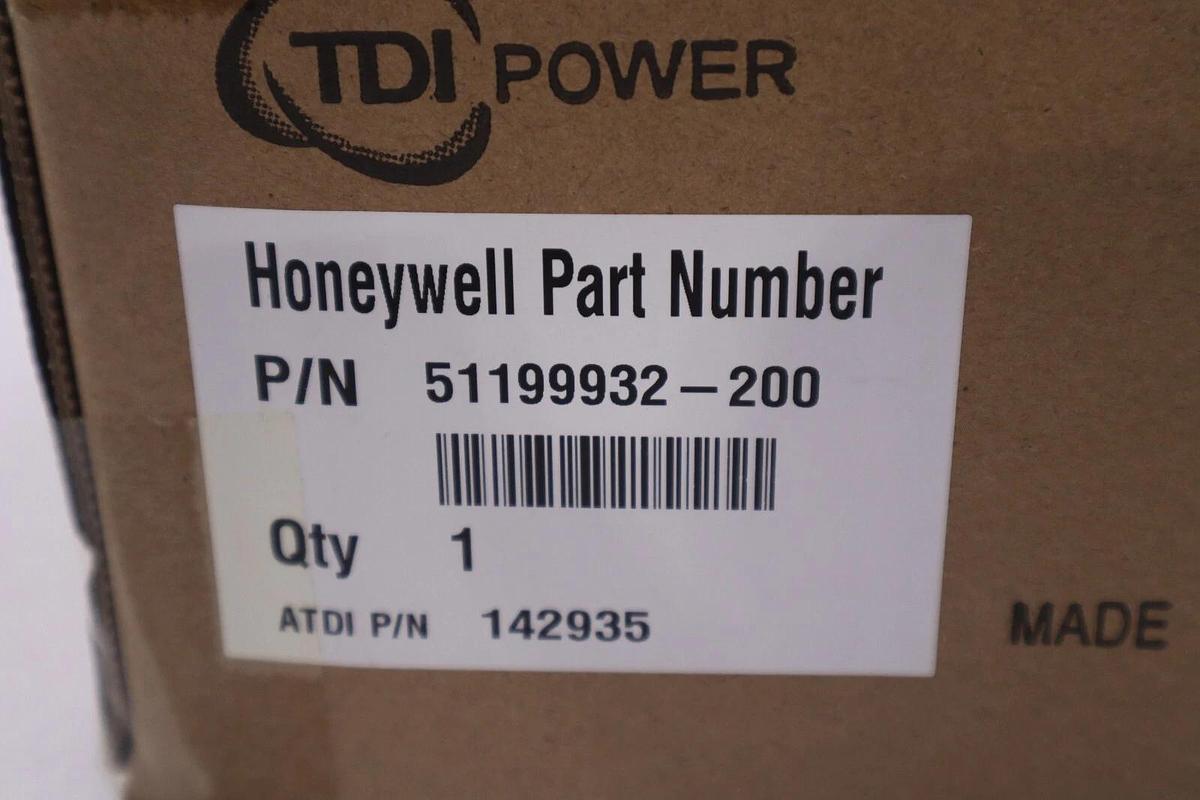 TDI POWER
Honeywell Part Number
P/N 51199932-200
Qty 1
ATDI P/N 142935
MADE